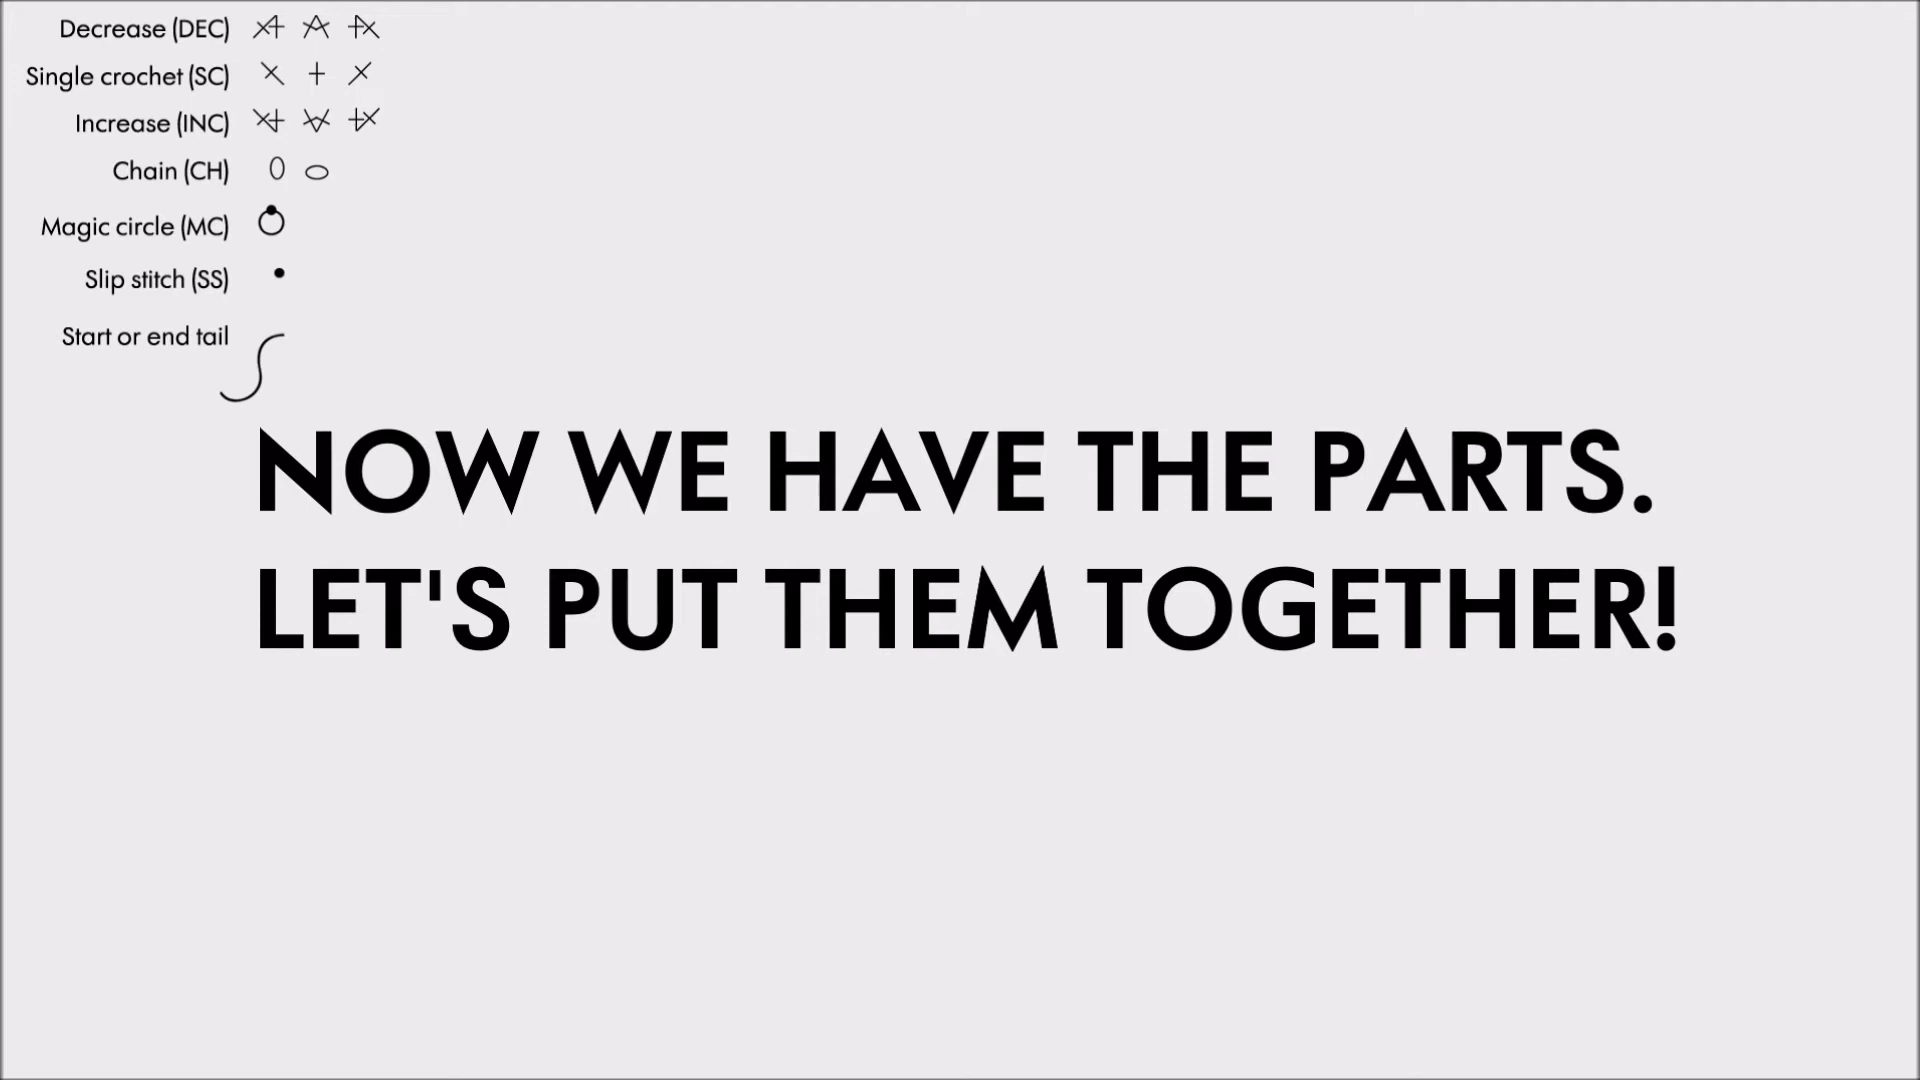 Decrease (DEC)
Single crochet (SC)
Increase (INC)
Chain (CH)
Magic circle (MC)
Slip stitch (SS)
Start or end tail
NOW WE HAVE THE PARTS.
LET'S PUT THEM TOGETHER!